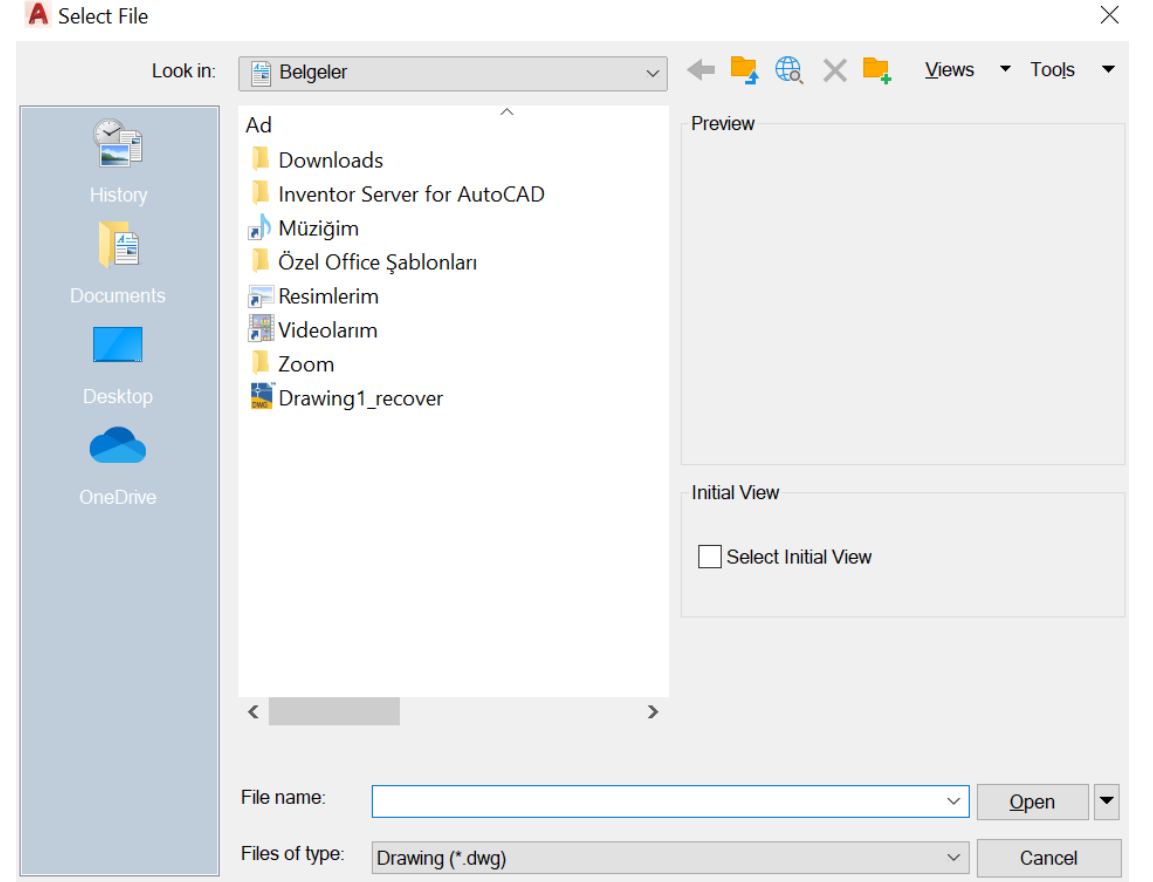 Select File
Look in: Belgeler Views Tools
Ad
Downloads
Inventor Server for AutoCAD
Müziğim
Özel Office Şablonları
Resimlerim
Videolarım
Zoom
Drawing1_recover
History
Documents
Desktop
OneDrive
Preview
Initial View
Select Initial View
File name: Open
Files of type: Drawing (*.dwg) Cancel